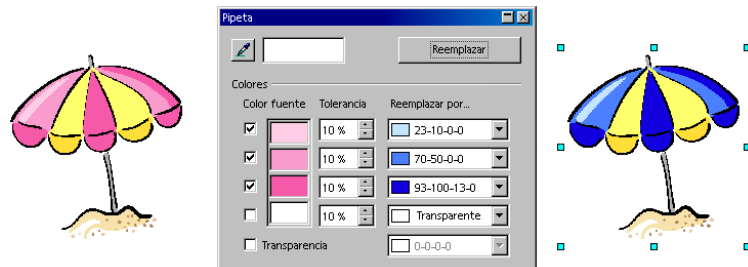 Pipeta
Reemplazar
Colores
Color fuente Tolerancia Reemplazar por...
10 % 23-10-0-0
10 % 70-50-0-0
10 % 93-100-13-0
10 % Transparente
Transparencia 0-0-0-0